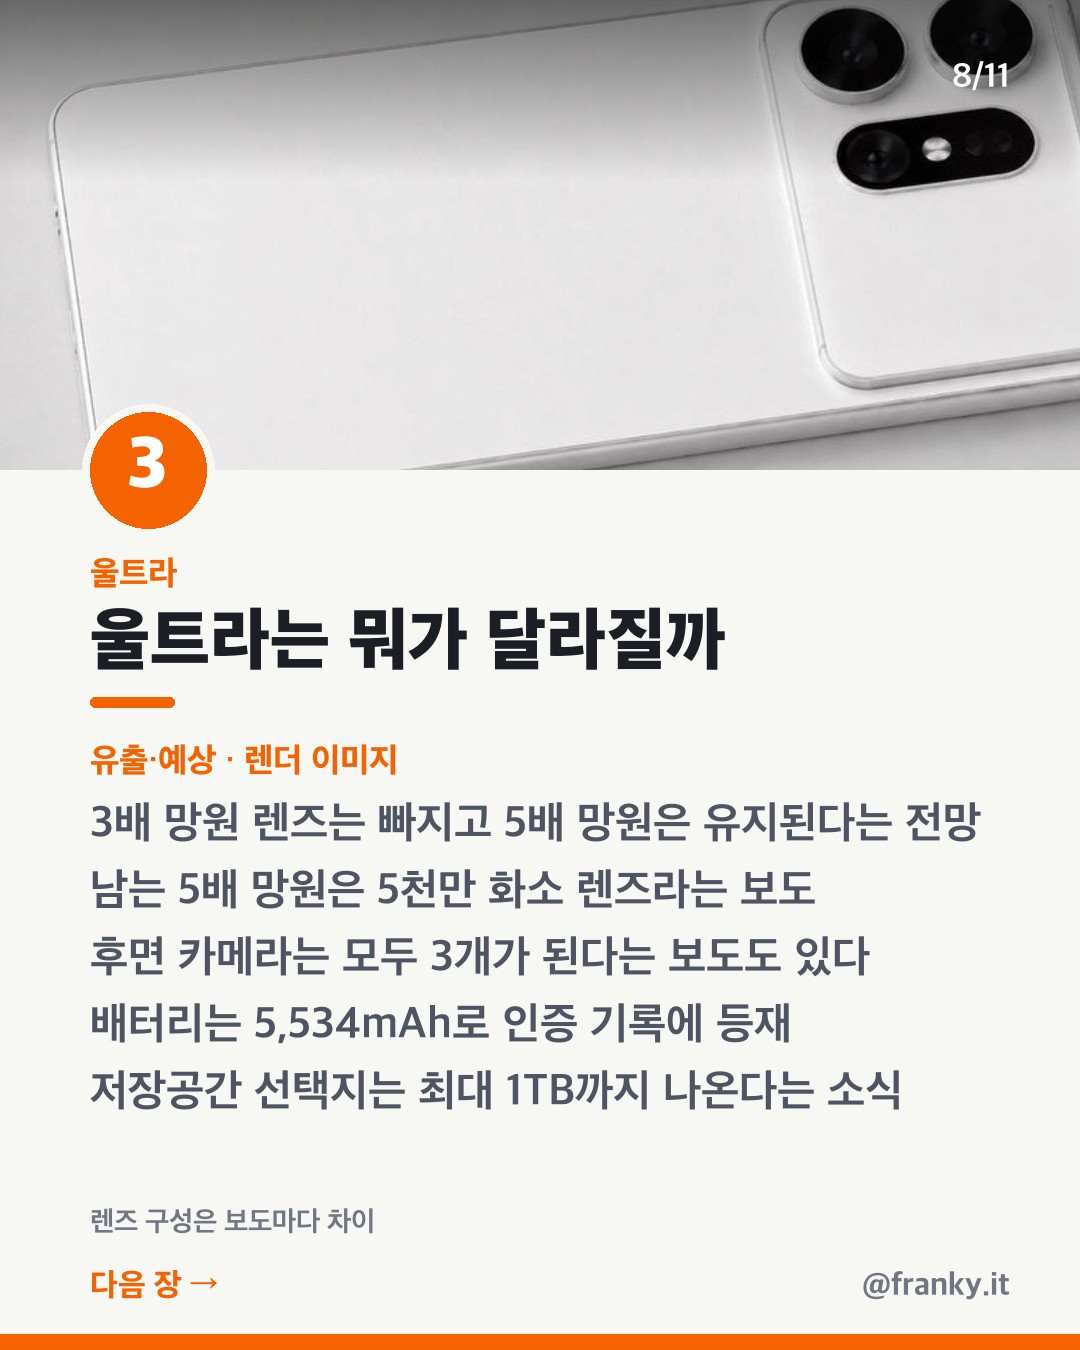 8/11
3
울트라
울트라는 뭐가 달라질까
유출·예상 · 렌더 이미지
3배 망원 렌즈는 빠지고 5배 망원은 유지된다는 전망
남는 5배 망원은 5천만 화소 렌즈라는 보도
후면 카메라는 모두 3개가 된다는 보도도 있다
배터리는 5,534mAh로 인증 기록에 등재
저장공간 선택지는 최대 1TB까지 나온다는 소식
렌즈 구성은 보도마다 차이
다음 장 →
@franky.it